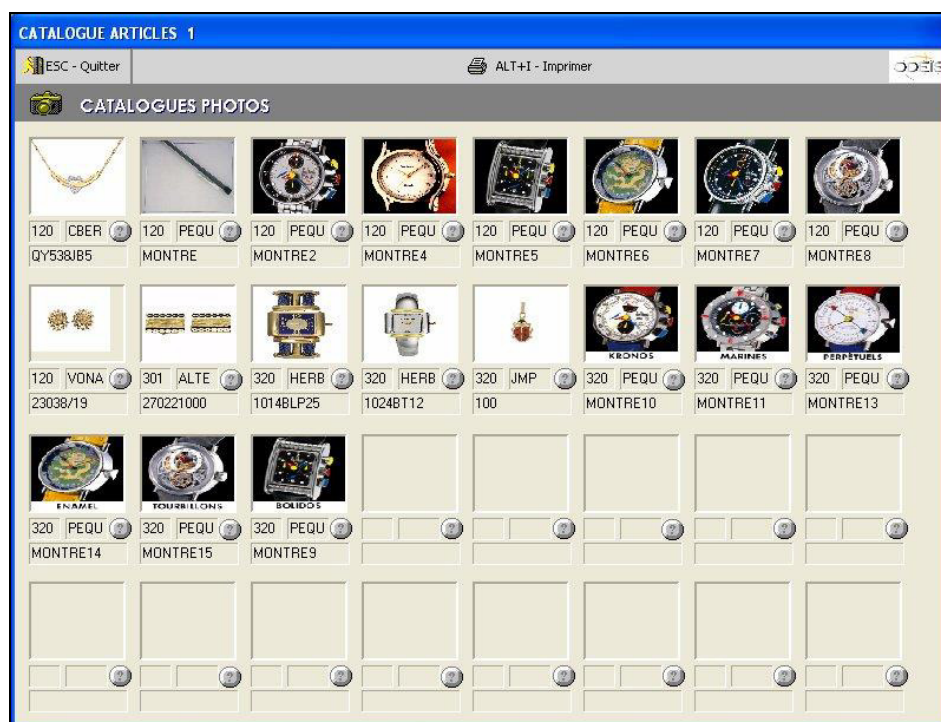 CATALOGUE ARTICLES 1
ESC - Quitter
ALT+I - Imprimer
CATALOGUES PHOTOS
120 CBER ? 120 PEQU ? 120 PEQU ? 120 PEQU ? 120 PEQU ? 120 PEQU ? 120 PEQU ? 120 PEQU ?
QY538JB5 MONTRE MONTRE2 MONTRE4 MONTRE5 MONTRE6 MONTRE7 MONTRE8
KRONOS MARINES PERPÉTUELS
120 VONA ? 301 ALTE ? 320 HERB ? 320 HERB ? 320 JMP ? 320 PEQU ? 320 PEQU ? 320 PEQU ?
23038/19 270221000 1014BLP25 1024BT12 100 MONTRE10 MONTRE11 MONTRE13
ENAMEL TOURBILLONS BOLIDOS
320 PEQU ? 320 PEQU ? 320 PEQU ? ? ? ? ? ?
MONTRE14 MONTRE15 MONTRE9
? ? ? ? ? ? ? ?